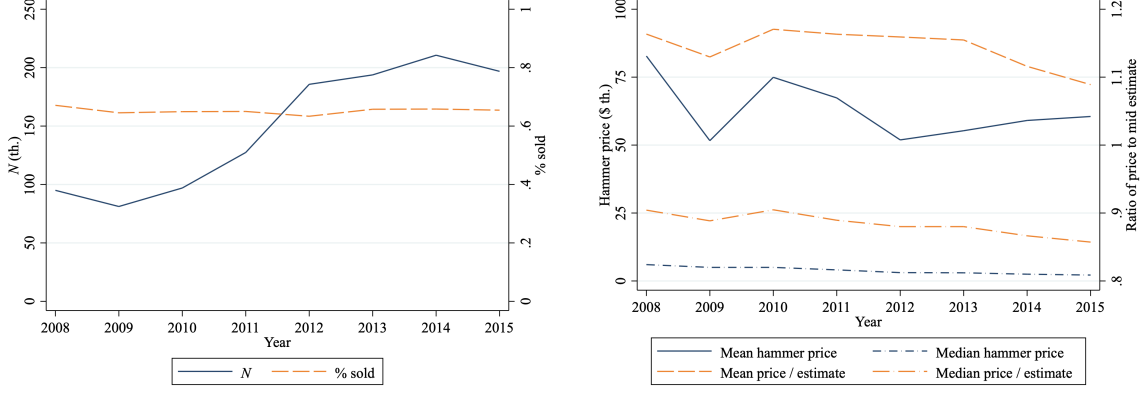 250
200
150
100
50
0
N (th.)
1
.8
.6
.4
.2
0
% sold
2008 2009 2010 2011 2012 2013 2014 2015
Year
N % sold
100
75
50
25
0
Hammer price ($ th.)
1.2
1.1
1
.9
.8
Ratio of price to mid estimate
2008 2009 2010 2011 2012 2013 2014 2015
Year
Mean hammer price Median hammer price
Mean price / estimate Median price / estimate